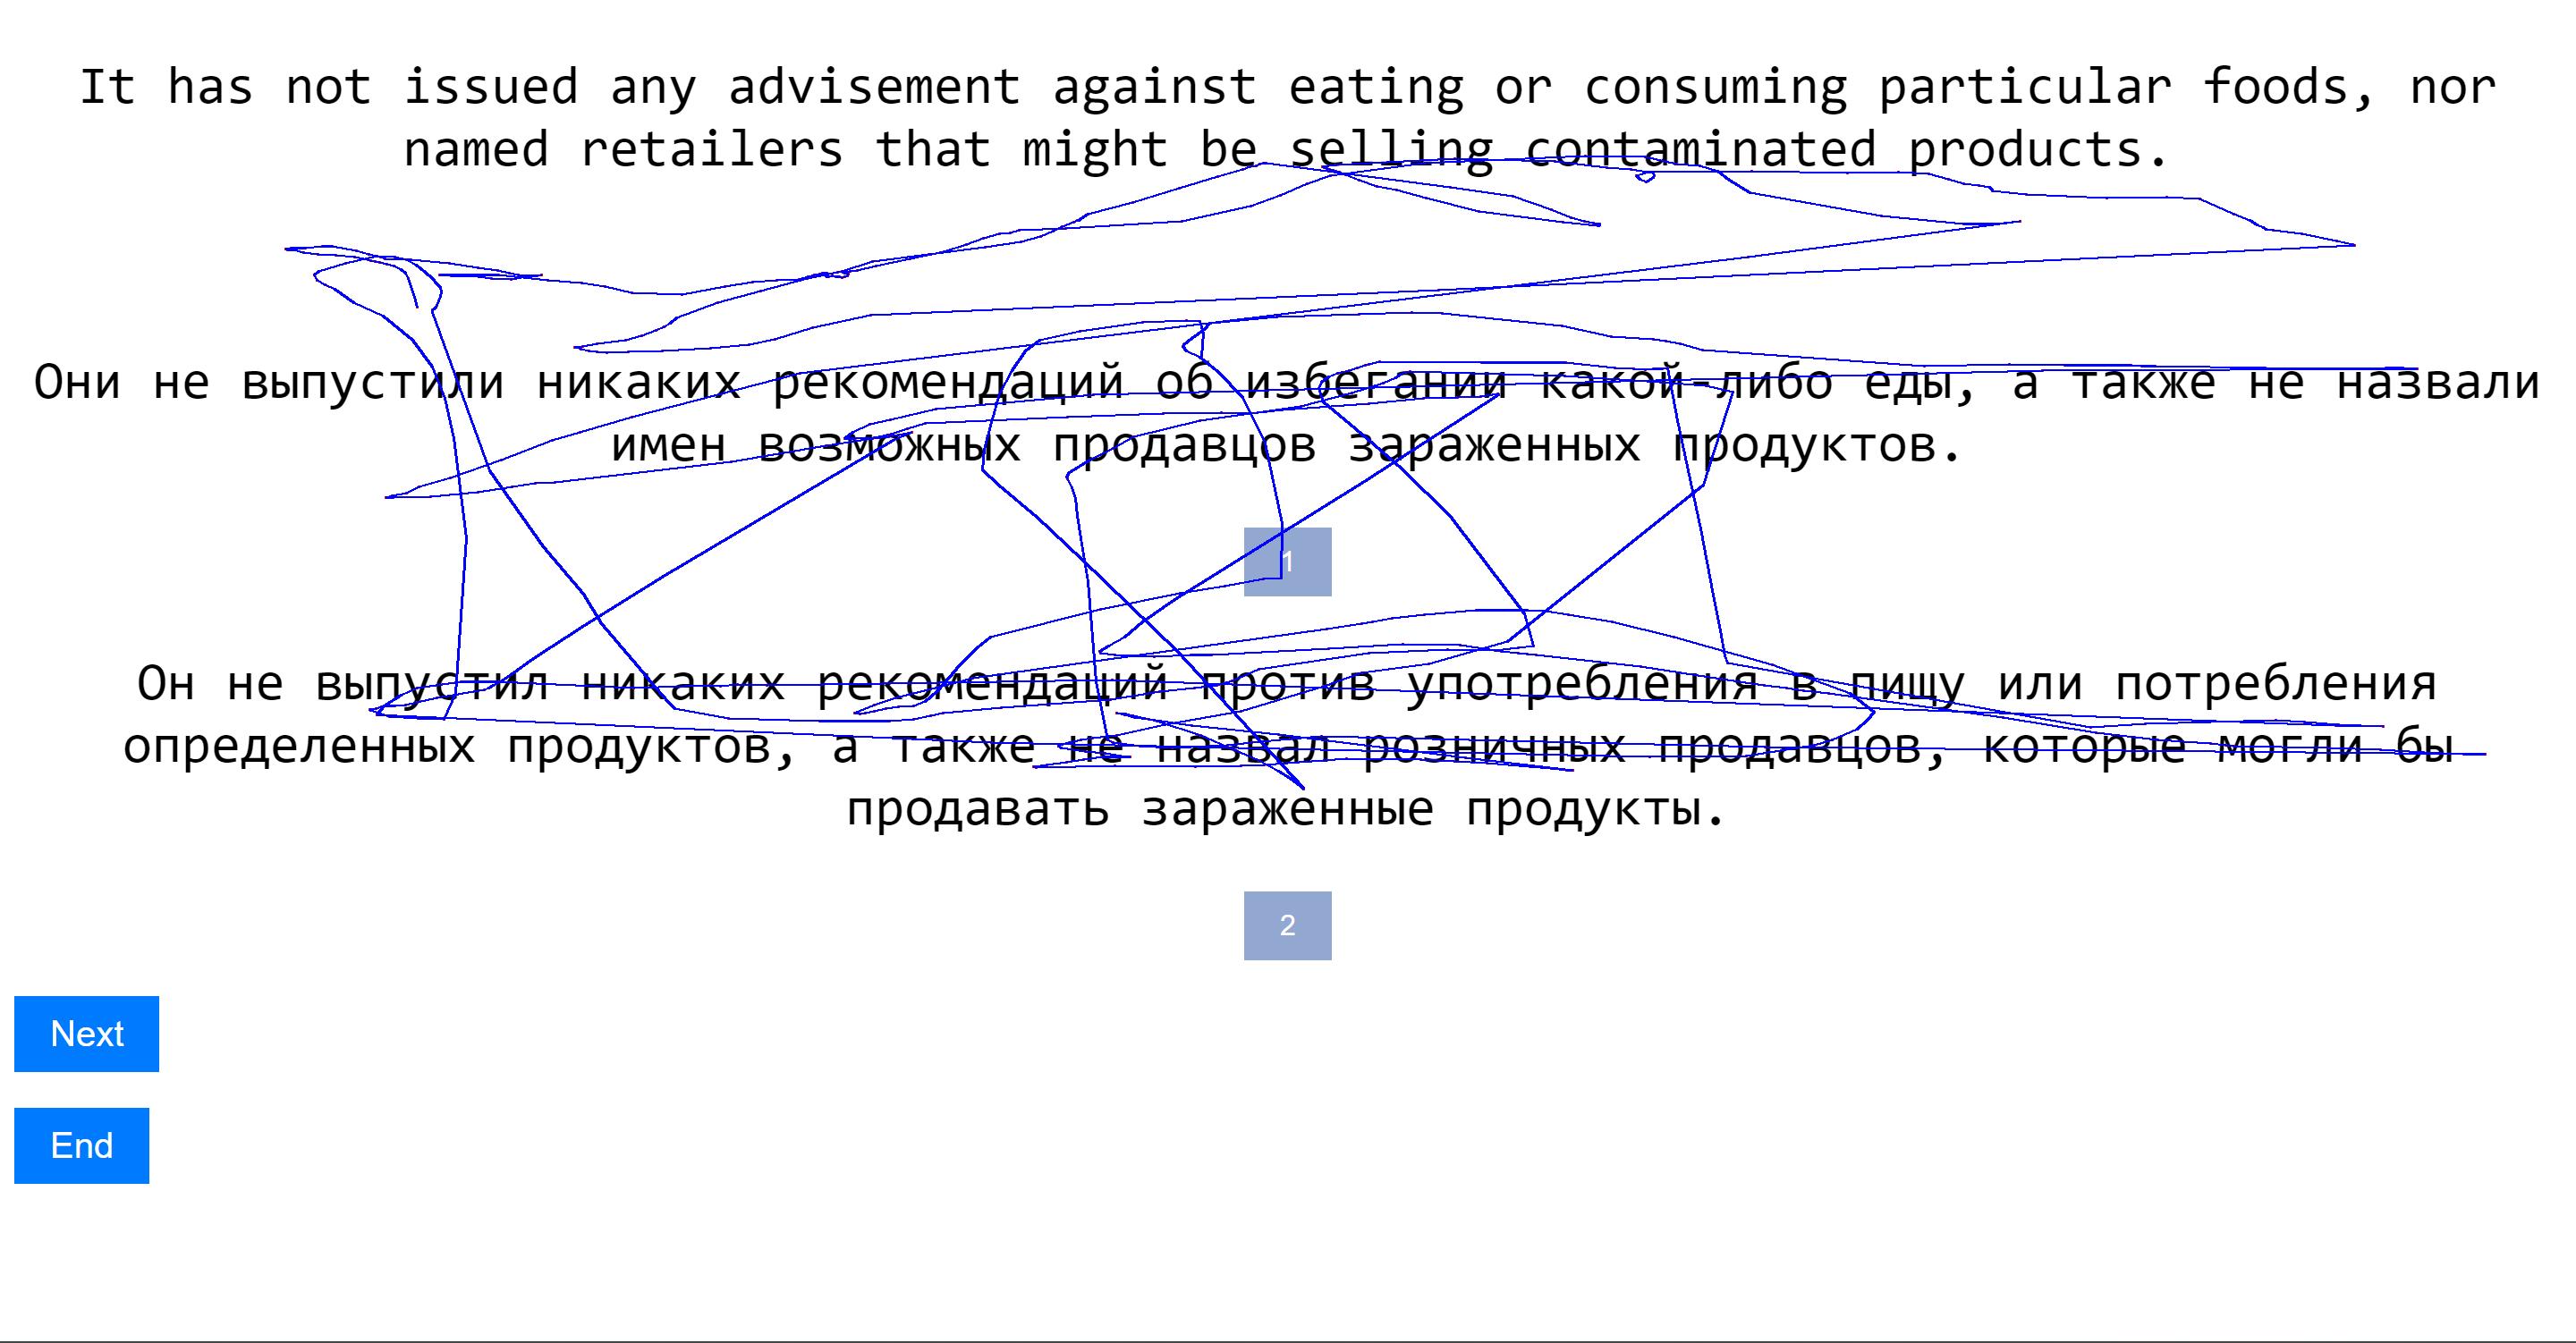 It has not issued any advisement against eating or consuming particular foods, nor
named retailers that might be selling contaminated products.
Они не выпустили никаких рекомендаций об избегании какой-либо еды, а также не назвали
имен возможных продавцов зараженных продуктов.
1
Он не выпустил никаких рекомендаций против употребления в пищу или потребления
определенных продуктов, а также не назвал розничных продавцов, которые могли бы
продавать зараженные продукты.
2
Next
End